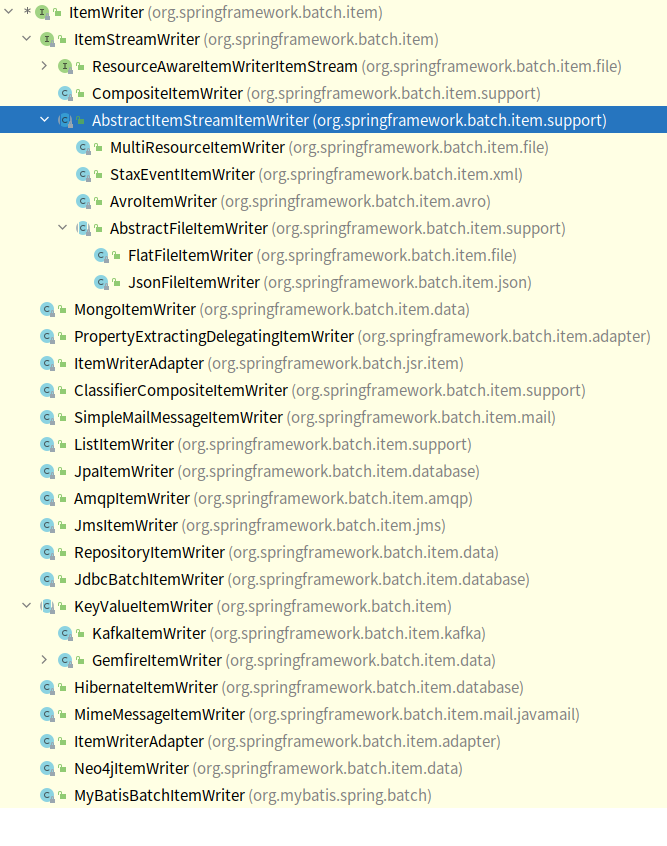 * ItemWriter (org.springframework.batch.item)
ItemStreamWriter (org.springframework.batch.item)
ResourceAwareItemWriterItemStream (org.springframework.batch.item.file)
CompositeItemWriter (org.springframework.batch.item.support)
AbstractItemStreamItemWriter (org.springframework.batch.item.support)
MultiResourceItemWriter (org.springframework.batch.item.file)
StaxEventItemWriter (org.springframework.batch.item.xml)
AvroItemWriter (org.springframework.batch.item.avro)
AbstractFileItemWriter (org.springframework.batch.item.support)
FlatFileItemWriter (org.springframework.batch.item.file)
JsonFileItemWriter (org.springframework.batch.item.json)
MongoItemWriter (org.springframework.batch.item.data)
PropertyExtractingDelegatingItemWriter (org.springframework.batch.item.adapter)
ItemWriterAdapter (org.springframework.batch.jsr.item)
ClassifierCompositeItemWriter (org.springframework.batch.item.support)
SimpleMailMessageItemWriter (org.springframework.batch.item.mail)
ListItemWriter (org.springframework.batch.item.support)
JpaItemWriter (org.springframework.batch.item.database)
AmqpItemWriter (org.springframework.batch.item.amqp)
JmsItemWriter (org.springframework.batch.item.jms)
RepositoryItemWriter (org.springframework.batch.item.data)
JdbcBatchItemWriter (org.springframework.batch.item.database)
KeyValueItemWriter (org.springframework.batch.item)
KafkaItemWriter (org.springframework.batch.item.kafka)
GemfireItemWriter (org.springframework.batch.item.data)
HibernateItemWriter (org.springframework.batch.item.database)
MimeMessageItemWriter (org.springframework.batch.item.mail.javamail)
ItemWriterAdapter (org.springframework.batch.item.adapter)
Neo4jItemWriter (org.springframework.batch.item.data)
MyBatisBatchItemWriter (org.mybatis.spring.batch)